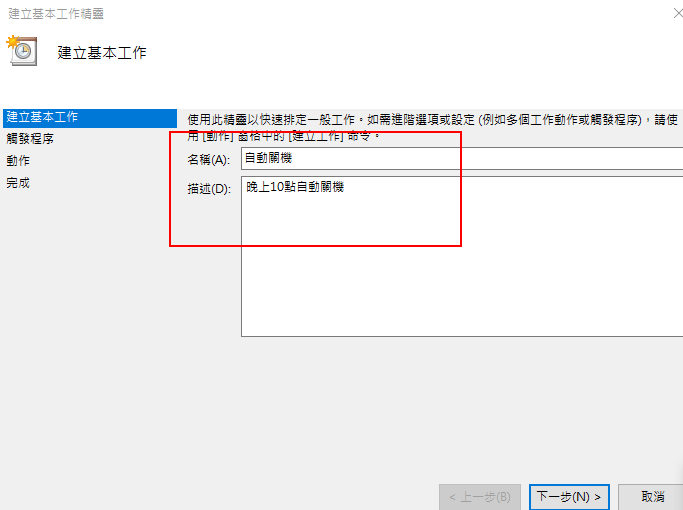 建立基本工作精靈
建立基本工作
建立基本工作
觸發程序
動作
完成
使用此精靈以快速排定一般工作。如需進階選項或設定 (例如多個工作動作或觸發程序)，請使
用 [動作] 窗格中的 [建立工作] 命令。
名稱(A):
自動關機
描述(D):
晚上10點自動關機
< 上一步(B)
下一步(N) >
取消